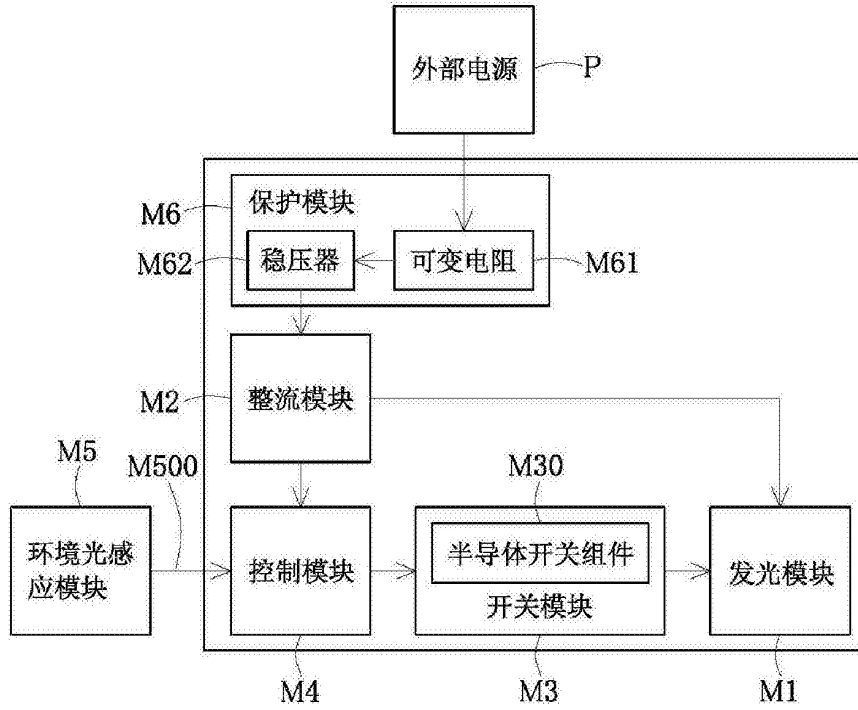 外部电源
P
M6
保护模块
M62
稳压器
可变电阻
M61
M2
整流模块
M5
M500
M30
环境光感
应模块
控制模块
半导体开关组件
开关模块
发光模块
M4
M3
M1